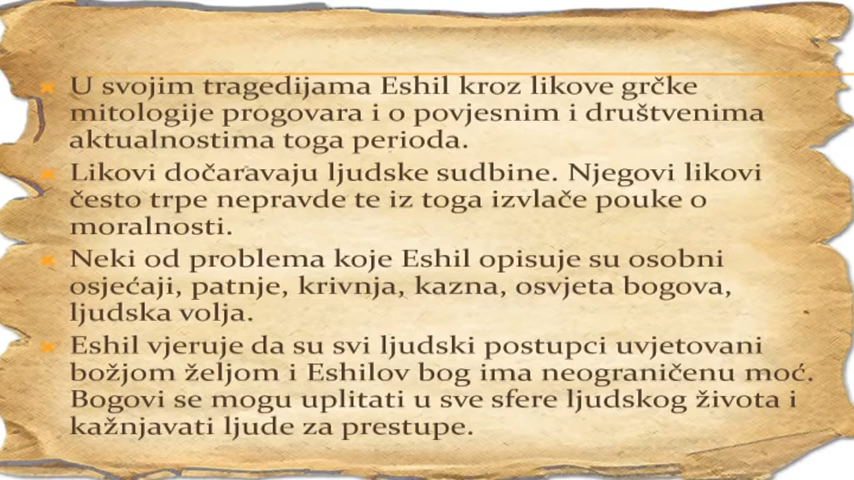 U svojim tragedijama Eshil kroz likove grčke
mitologije progovara i o povjesnim i društvenima
aktualnostima toga perioda.
Likovi dočaravaju ljudske sudbine. Njegovi likovi
često trpe nepravde te iz toga izvlače pouke o
moralnosti.
Neki od problema koje Eshil opisuje su osobni
osjećaji, patnje, krivnja, kazna, osvjeta bogova,
ljudska volja.
Eshil vjeruje da su svi ljudski postupci uvjetovani
božjom željom i Eshilov bog ima neograničenu moć.
Bogovi se mogu uplitati u sve sfere ljudskog života i
kažnjavati ljude za prestupe.